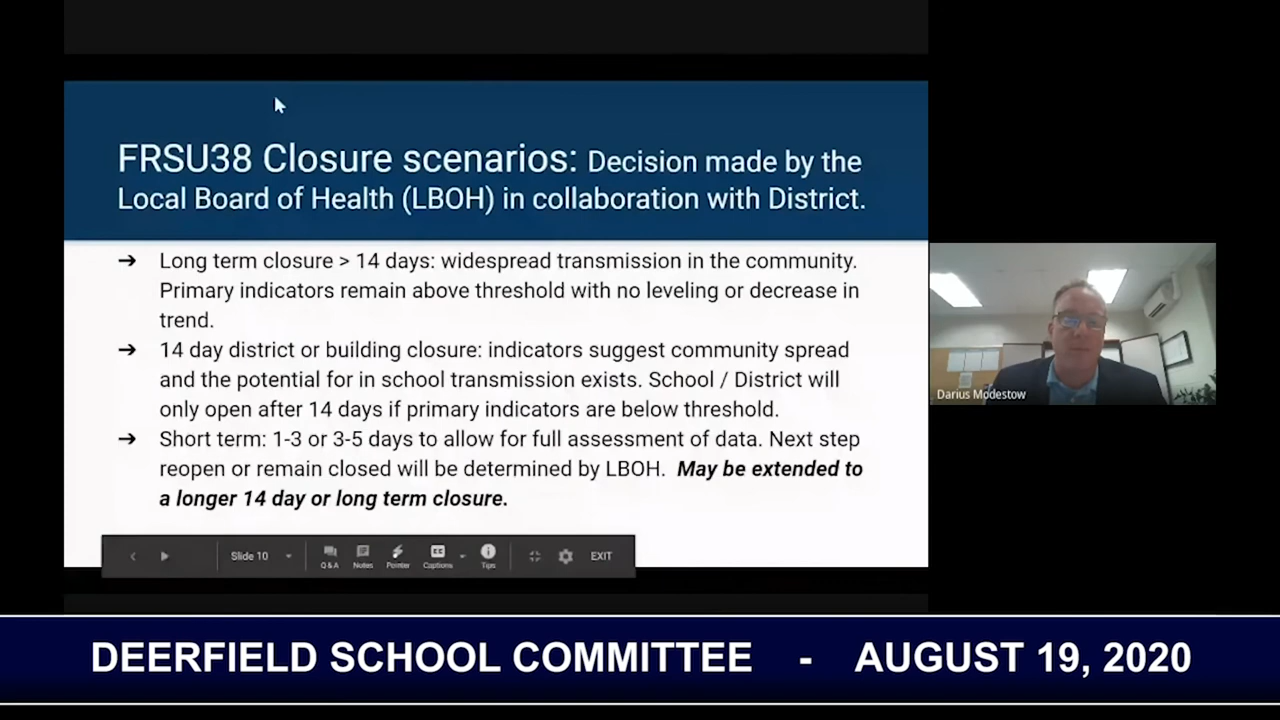 FRSU38 Closure scenarios: Decision made by the
Local Board of Health (LBOH) in collaboration with District.
➔ Long term closure > 14 days: widespread transmission in the community.
Primary indicators remain above threshold with no leveling or decrease in
trend.
➔ 14 day district or building closure: indicators suggest community spread
and the potential for in school transmission exists. School / District will
only open after 14 days if primary indicators are below threshold.
➔ Short term: 1-3 or 3-5 days to allow for full assessment of data. Next step
reopen or remain closed will be determined by LBOH. May be extended to
a longer 14 day or long term closure.
Darius Modestow
Slide 10
Q&A Notes Pointer Captions Tips
EXIT
DEERFIELD SCHOOL COMMITTEE - AUGUST 19, 2020